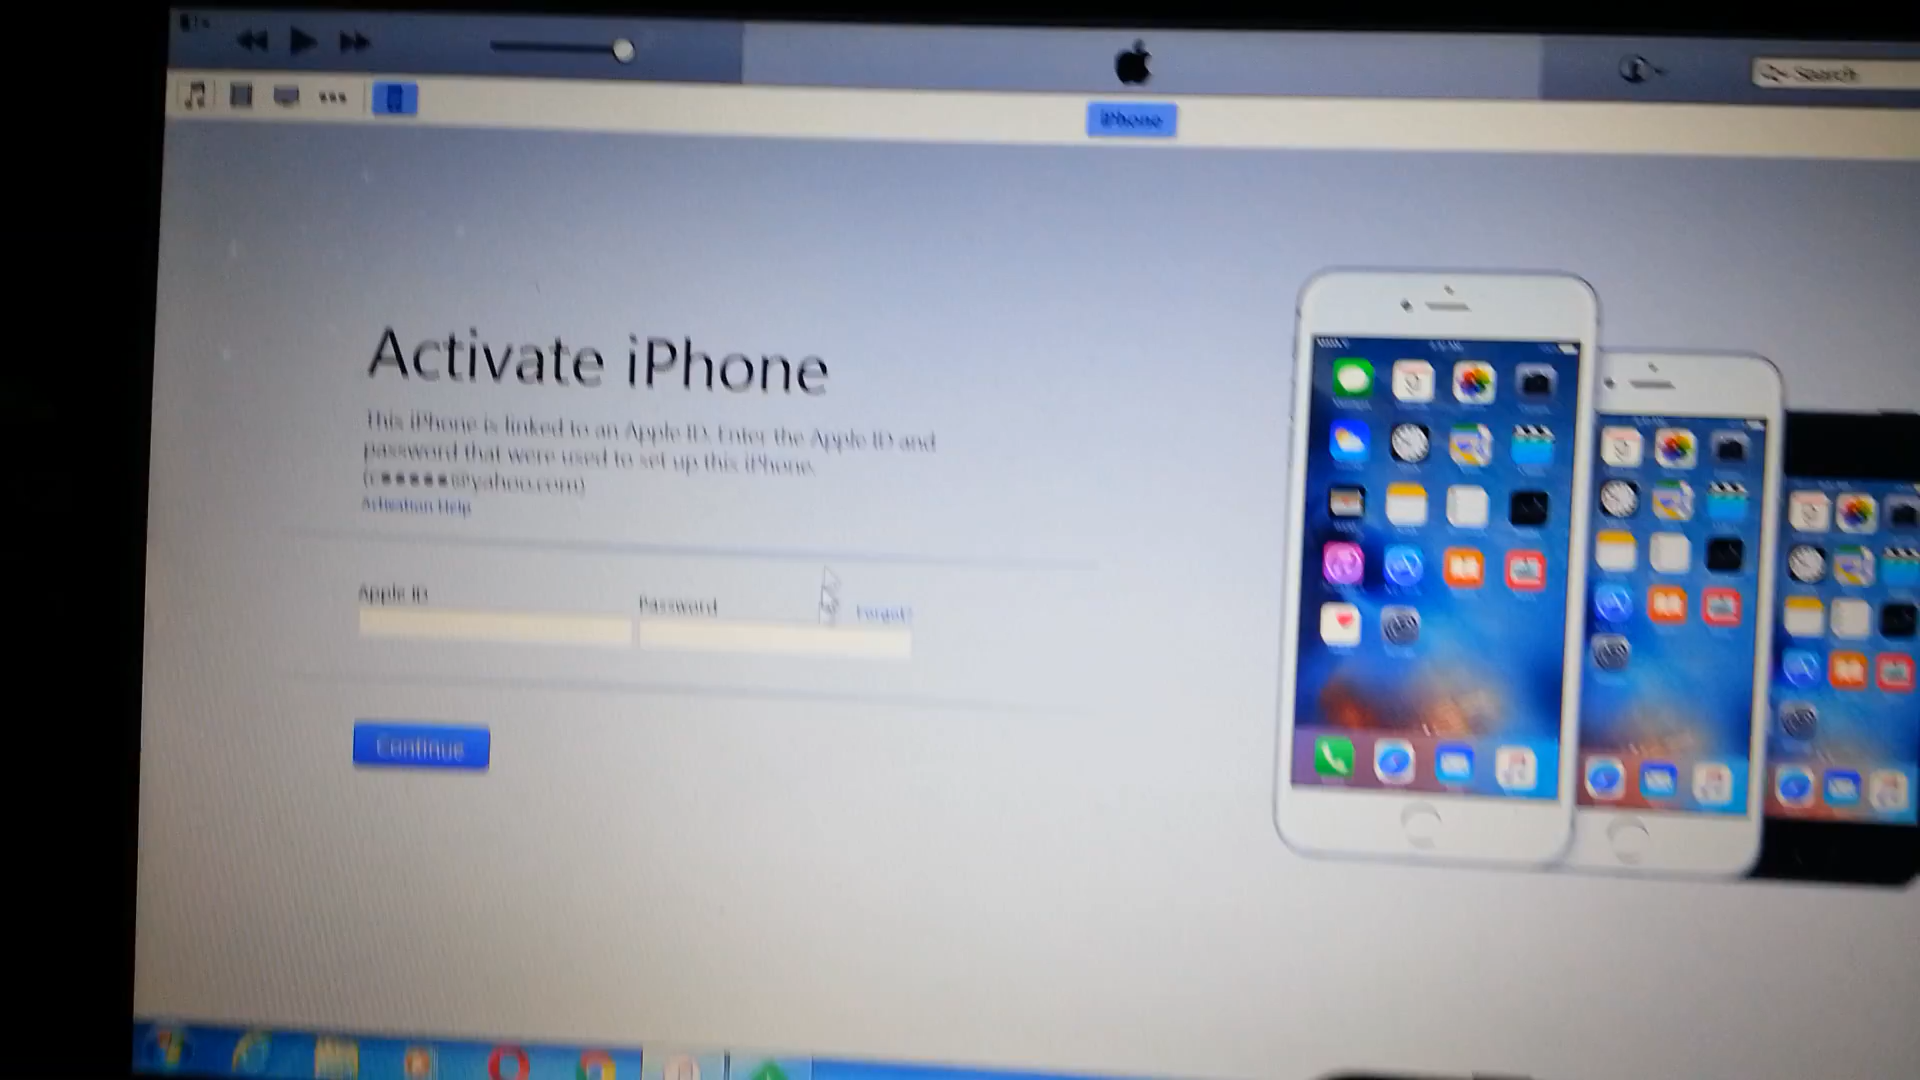 Search
iPhone
Activate iPhone
This iPhone is linked to an Apple ID. Enter the Apple ID and
password that were used to set up this iPhone.
(c●●●●●@yahoo.com)
Activation Help
Apple ID
Password
Forgot?
Continue